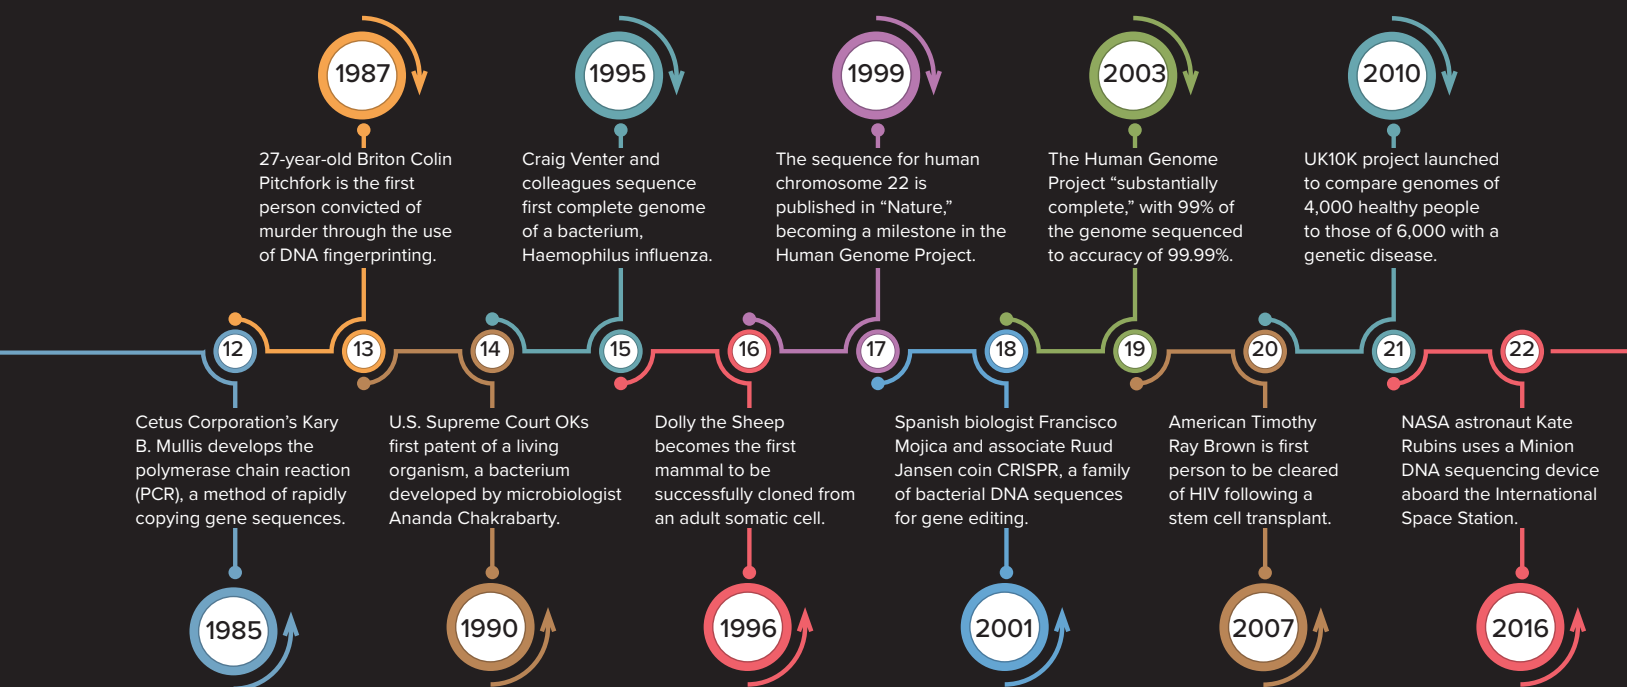 1987
27-year-old Briton Colin
Pitchfork is the first
person convicted of
murder through the use
of DNA fingerprinting.
1995
Craig Venter and
colleagues sequence
first complete genome
of a bacterium,
Haemophilus influenza.
1999
The sequence for human
chromosome 22 is
published in “Nature,”
becoming a milestone in the
Human Genome Project.
2003
The Human Genome
Project “substantially
complete,” with 99% of
the genome sequenced
to accuracy of 99.99%.
2010
UK10K project launched
to compare genomes of
4,000 healthy people
to those of 6,000 with a
genetic disease.
12
13
14
15
16
17
18
19
20
21
22
Cetus Corporation’s Kary
B. Mullis develops the
polymerase chain reaction
(PCR), a method of rapidly
copying gene sequences.
1985
U.S. Supreme Court OKs
first patent of a living
organism, a bacterium
developed by microbiologist
Ananda Chakrabarty.
1990
Dolly the Sheep
becomes the first
mammal to be
successfully cloned from
an adult somatic cell.
1996
Spanish biologist Francisco
Mojica and associate Ruud
Jansen coin CRISPR, a family
of bacterial DNA sequences
for gene editing.
2001
American Timothy
Ray Brown is first
person to be cleared
of HIV following a
stem cell transplant.
2007
NASA astronaut Kate
Rubins uses a Minion
DNA sequencing device
aboard the International
Space Station.
2016